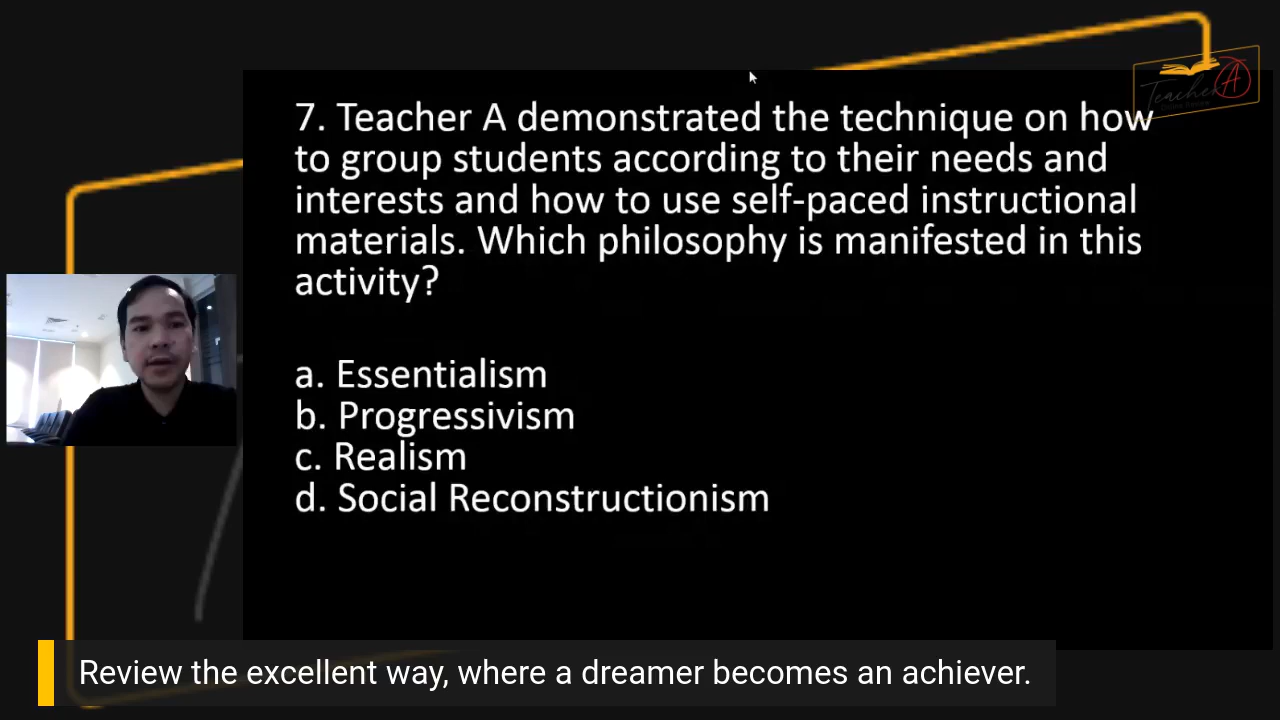 7. Teacher A demonstrated the technique on how
to group students according to their needs and
interests and how to use self-paced instructional
materials. Which philosophy is manifested in this
activity?
a. Essentialism
b. Progressivism
c. Realism
d. Social Reconstructionism
Teacher A
Review the excellent way, where a dreamer becomes an achiever.